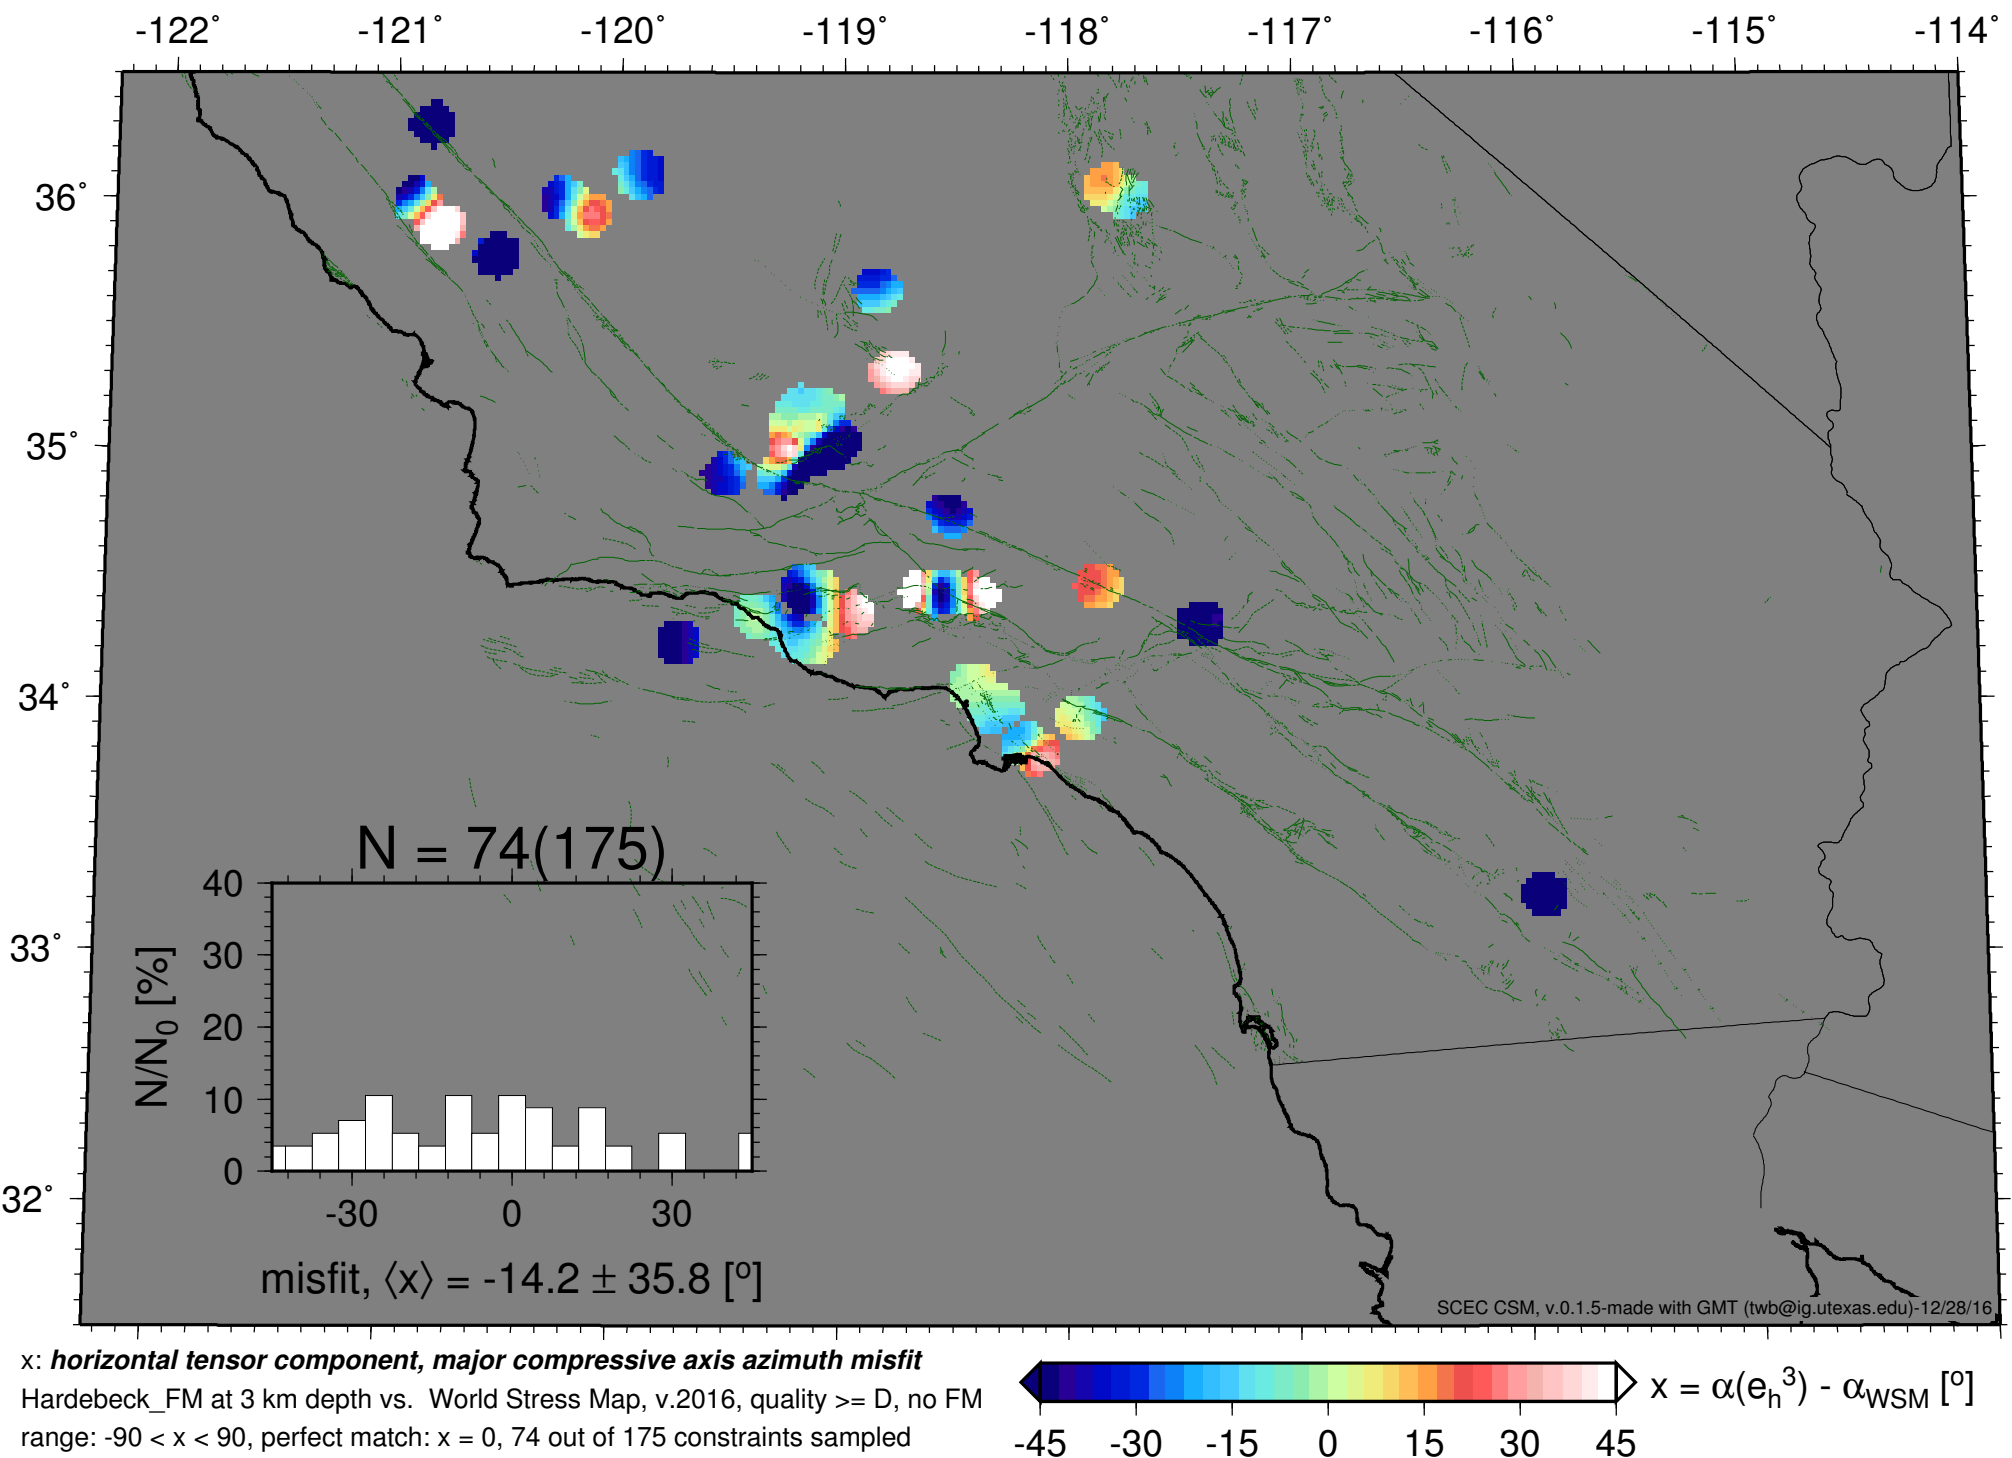 -122° -121° -120° -119° -118° -117° -116° -115° -114°
36°
35°
34°
33°
32°
N = 74(175)
40
30
20
10
0
N/N0 [%]
-30 0 30
misfit, ⟨x⟩ = -14.2 ± 35.8 [o]
SCEC CSM, v.0.1.5-made with GMT (twb@ig.utexas.edu)-12/28/16
x: horizontal tensor component, major compressive axis azimuth misfit
Hardebeck_FM at 3 km depth vs. World Stress Map, v.2016, quality >= D, no FM
range: -90 < x < 90, perfect match: x = 0, 74 out of 175 constraints sampled
x = α(eh3) - αWSM [o]
-45 -30 -15 0 15 30 45